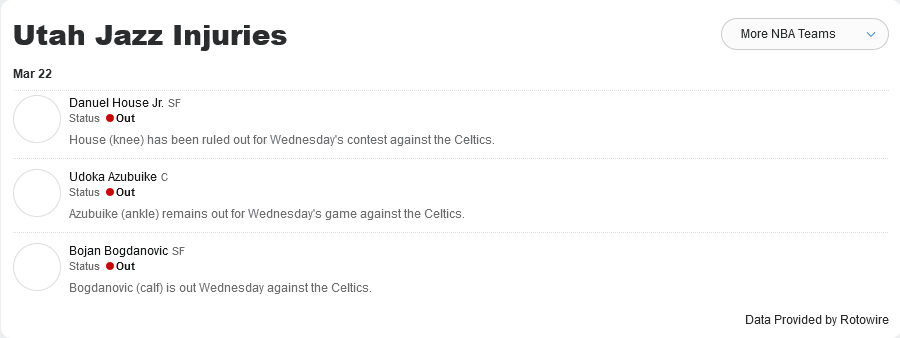 Utah Jazz Injuries
More NBA Teams
Mar 22
Danuel House Jr. SF
Status Out
House (knee) has been ruled out for Wednesday's contest against the Celtics.
Udoka Azubuike C
Status Out
Azubuike (ankle) remains out for Wednesday's game against the Celtics.
Bojan Bogdanovic SF
Status Out
Bogdanovic (calf) is out Wednesday against the Celtics.
Data Provided by Rotowire